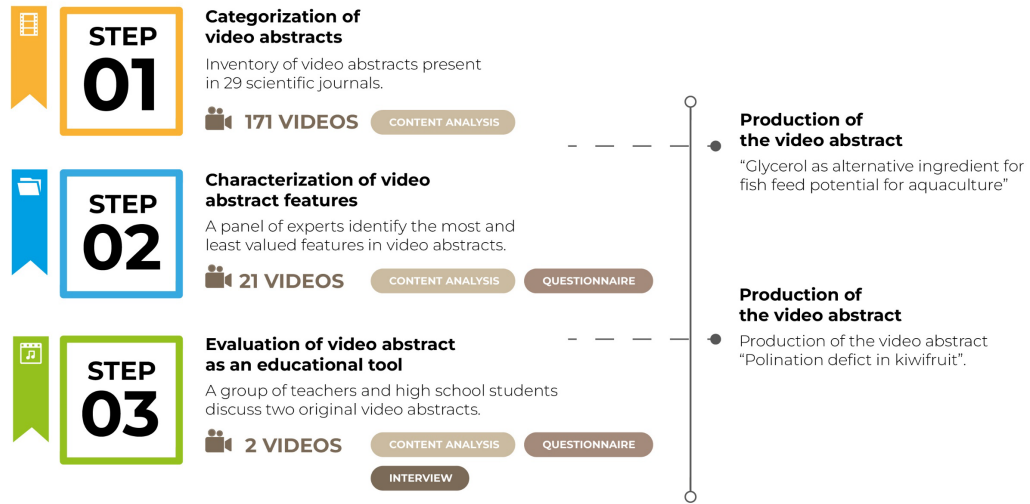 STEP
01
Categorization of
video abstracts
Inventory of video abstracts present
in 29 scientific journals.
171 VIDEOS
CONTENT ANALYSIS
STEP
02
Characterization of video
abstract features
A panel of experts identify the most and
least valued features in video abstracts.
21 VIDEOS
CONTENT ANALYSIS
QUESTIONNAIRE
STEP
03
Evaluation of video abstract
as an educational tool
A group of teachers and high school students
discuss two original video abstracts.
2 VIDEOS
CONTENT ANALYSIS
QUESTIONNAIRE
INTERVIEW
Production of
the video abstract
“Glycerol as alternative ingredient for
fish feed potential for aquaculture”
Production of
the video abstract
Production of the video abstract
“Polination defict in kiwifruit”.